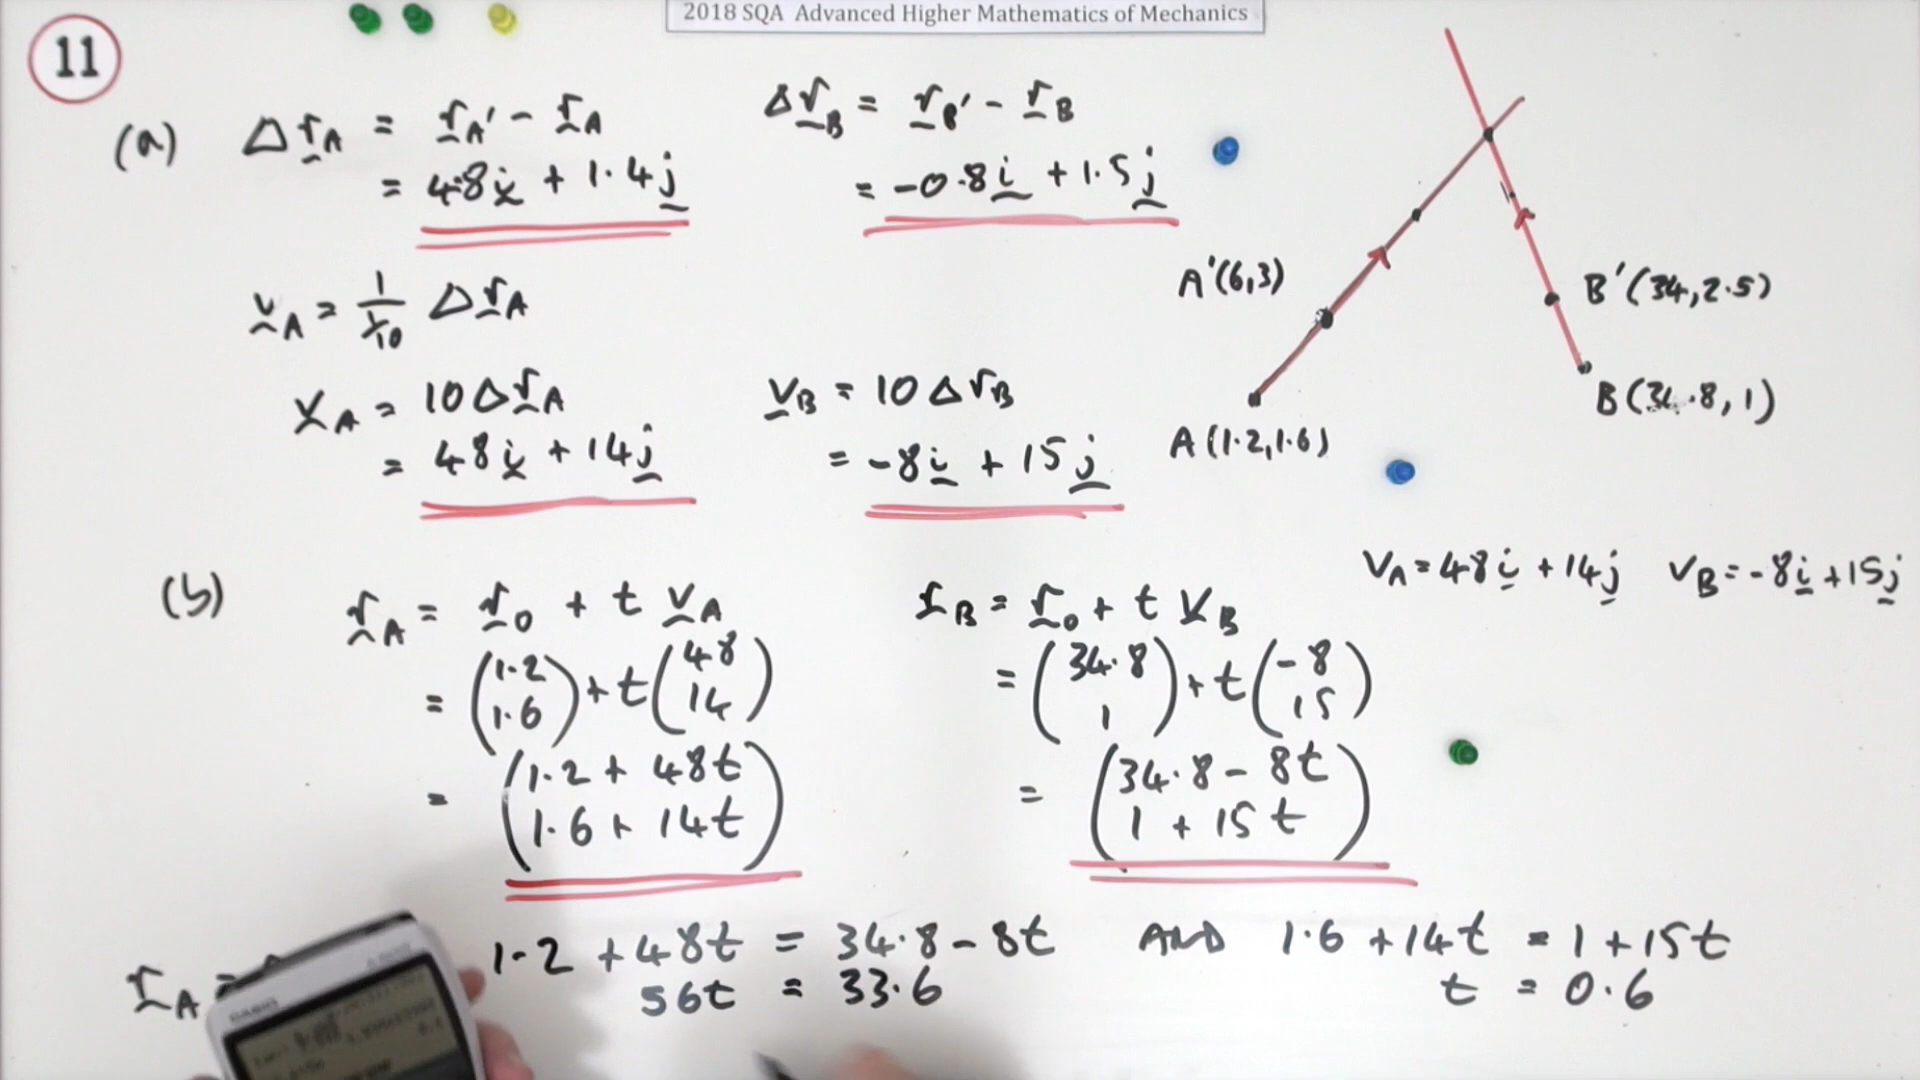 2018 SQA Advanced Higher Mathematics of Mechanics
11
(a) Δr_A = r_A' - r_A
= 4.8i + 1.4j
Δr_B = r_B' - r_B
= -0.8i + 1.5j
v_A = 1/(1/10) Δr_A
v_A = 10Δr_A
= 48i + 14j
v_B = 10Δr_B
= -8i + 15j
A'(6,3)
B'(34,2.5)
A(1.2,1.6)
B(34.8,1)
v_A = 48i + 14j v_B = -8i + 15j
(b) r_A = r_0 + t v_A
= (1.2 1.6) + t(48 14)
= (1.2 + 48t 1.6 + 14t)
r_B = r_0 + t v_B
= (34.8 1) + t(-8 15)
= (34.8 - 8t 1 + 15t)
r_A =
1.2 + 48t = 34.8 - 8t AND 1.6 + 14t = 1 + 15t
56t = 33.6 t = 0.6
CASIO